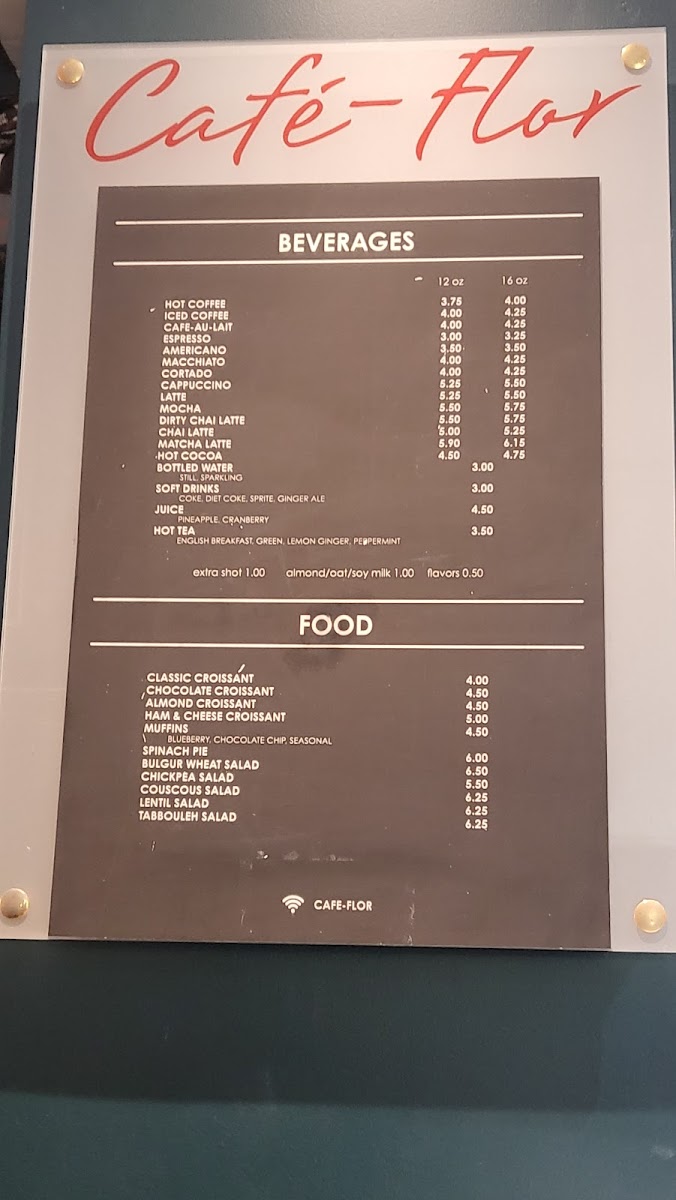 Café-Flor
BEVERAGES
12 oz 16 oz
HOT COFFEE 3.75 4.00
ICED COFFEE 4.00 4.25
CAFE-AU-LAIT 4.00 4.25
ESPRESSO 3.00 3.25
AMERICANO 3.50 3.50
MACCHIATO 4.00 4.25
CORTADO 4.00 4.25
CAPPUCCINO 5.25 5.50
LATTE 5.25 5.50
MOCHA 5.50 5.75
DIRTY CHAI LATTE 5.50 5.75
CHAI LATTE 5.00 5.25
MATCHA LATTE 5.90 6.15
HOT COCOA 4.50 4.75
BOTTLED WATER 3.00
STILL, SPARKLING
SOFT DRINKS 3.00
COKE, DIET COKE, SPRITE, GINGER ALE
JUICE 4.50
PINEAPPLE, CRANBERRY
HOT TEA 3.50
ENGLISH BREAKFAST, GREEN, LEMON GINGER, PEPPERMINT
extra shot 1.00 almond/oat/soy milk 1.00 flavors 0.50
FOOD
CLASSIC CROISSANT 4.00
CHOCOLATE CROISSANT 4.50
ALMOND CROISSANT 4.50
HAM & CHEESE CROISSANT 5.00
MUFFINS 4.50
BLUEBERRY, CHOCOLATE CHIP, SEASONAL
SPINACH PIE 6.00
BULGUR WHEAT SALAD 6.50
CHICKPEA SALAD 5.50
COUSCOUS SALAD 6.25
LENTIL SALAD 6.25
TABBOULEH SALAD 6.25
CAFE-FLOR